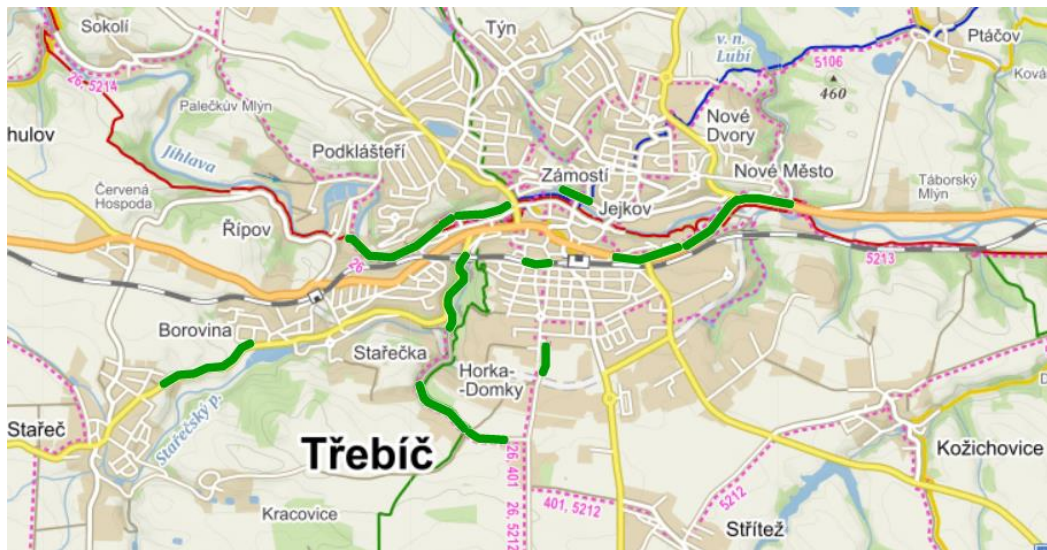 Sokolí
Týn
v. n.
Lubí
Ptáčov
5106
460
26, 5214
Palečkův Mlýn
hulov
Jihlava
Podklášteří
Nové
Dvory
Zámostí
Nové Město
Červená
Hospoda
Řípov
Jejkov
Táborský
Mlýn
26
5213
Borovina
Stařečka
Horka-
-Domky
Stařeč
Stařečský p.
Třebíč
Kožichovice
26, 401
26, 5212
401, 5212
5212
Kracovice
Střítež